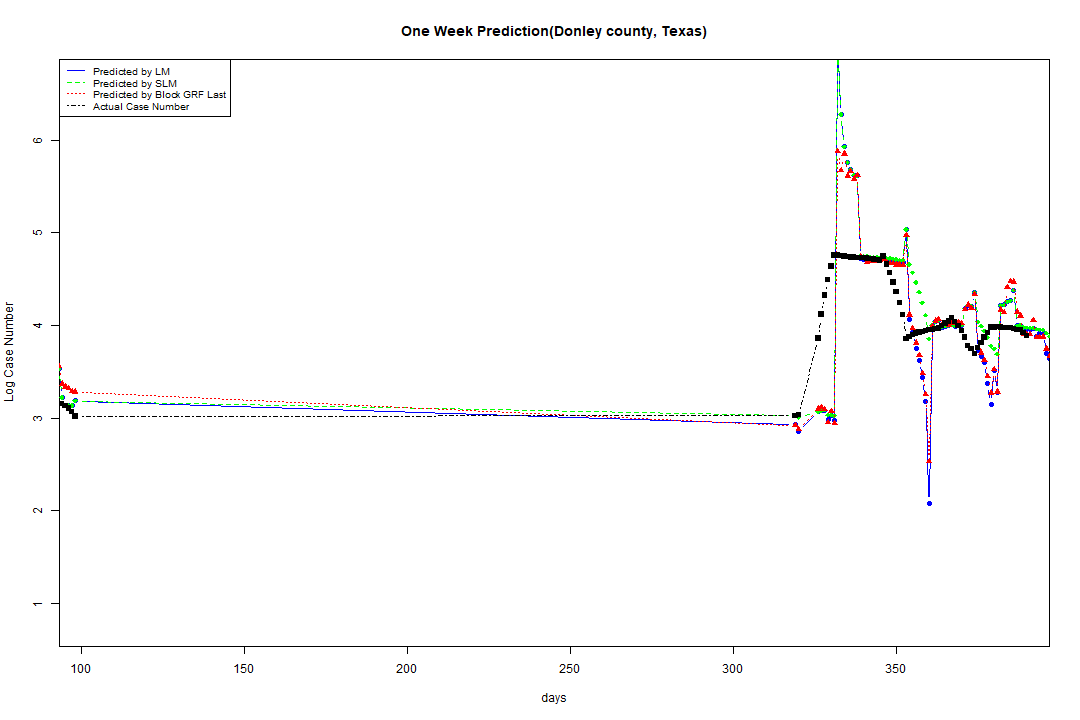 One Week Prediction(Donley county, Texas)
Predicted by LM
Predicted by SLM
Predicted by Block GRF Last
Actual Case Number
Log Case Number
6
5
4
3
2
1
100 150 200 250 300 350
days